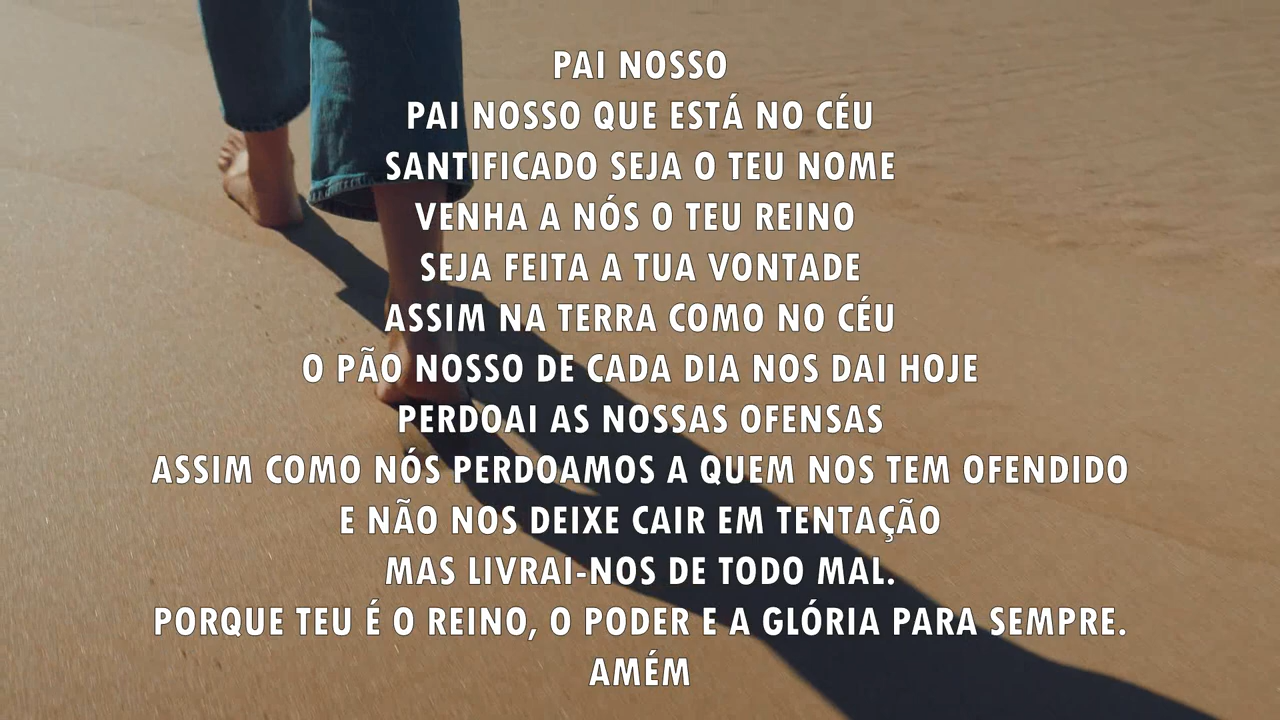 PAI NOSSO
PAI NOSSO QUE ESTÁ NO CÉU
SANTIFICADO SEJA O TEU NOME
VENHA A NÓS O TEU REINO
SEJA FEITA A TUA VONTADE
ASSIM NA TERRA COMO NO CÉU
O PÃO NOSSO DE CADA DIA NOS DAI HOJE
PERDOAI AS NOSSAS OFENSAS
ASSIM COMO NÓS PERDOAMOS A QUEM NOS TEM OFENDIDO
E NÃO NOS DEIXE CAIR EM TENTAÇÃO
MAS LIVRAI-NOS DE TODO MAL.
PORQUE TEU É O REINO, O PODER E A GLÓRIA PARA SEMPRE.
AMÉM